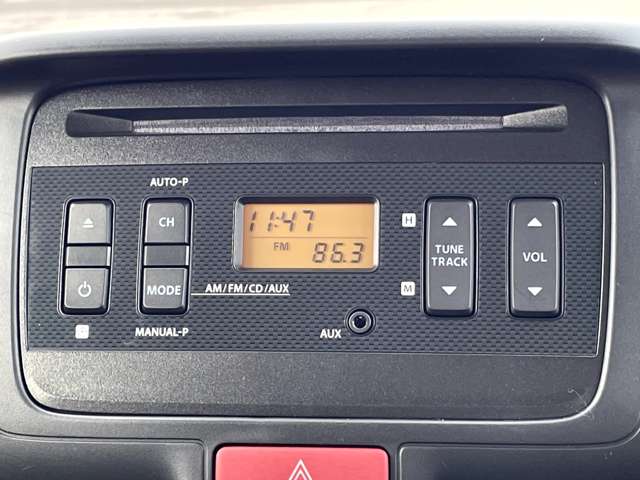 AUTO-P
CH
MODE
MANUAL-P
AM/FM/CD/AUX
11:47
FM 86.3
H
M
AUX
TUNE
TRACK
VOL